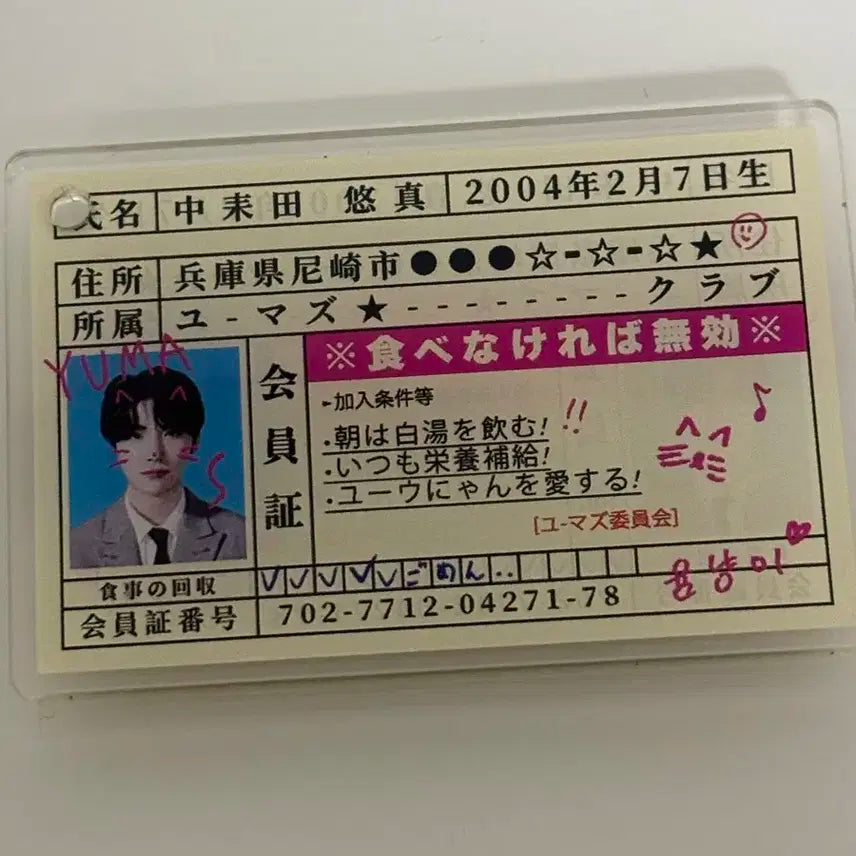 氏名 中耒田 悠真 2004年2月7日生
住所 兵庫県尼崎市●●●☆-☆-☆★
所属 ユ-マズ★--------クラブ
YUMA
会員証
※食べなければ無効※
►加入条件等
・朝は白湯を飲む! !!
・いつも栄養補給!
・ユーウにゃんを愛する!
[ユ-マズ委員会]
食事の回収 ✓✓✓✓✓ごめん..
윰냥이
会員証番号 702-7712-04271-78